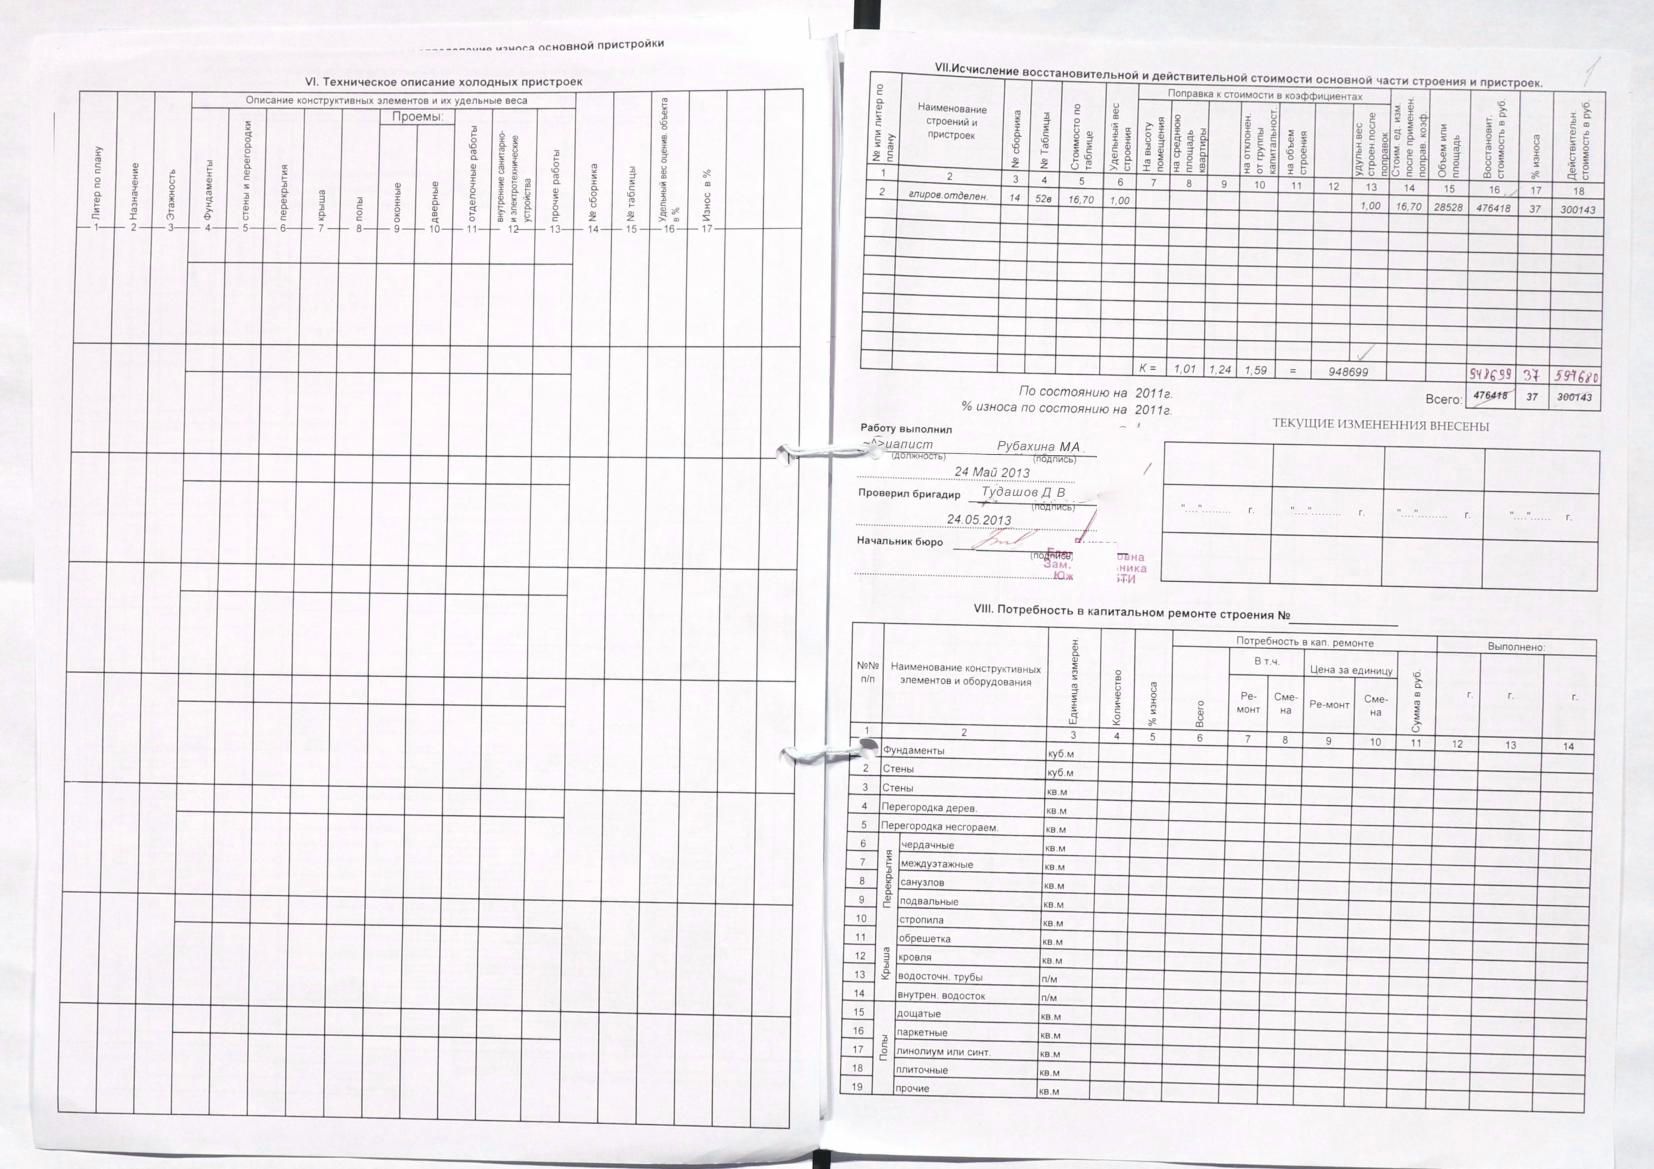 износа основной пристройки
VI. Техническое описание холодных пристроек
Описание конструктивных элементов и их удельные веса
Проемы:
Литер по плану
Назначение
Этажность
Фундаменты
стены и перегородки
перекрытия
крыша
полы
оконные
дверные
отделочные работы
внутренние санитарно- и электротехнические устройства
прочие работы
№ сборника
№ таблицы
Удельный вес оцению. объекта в %
Износ в %
1 2 3 4 5 6 7 8 9 10 11 12 13 14 15 16 17
VII.Исчисление восстановительной и действительной стоимости основной части строения и пристроек.
№ или литер по плану
Наименование строений и пристроек
№ сборника
№ Таблицы
Стоимосто по таблице
Удельный вес строения
Поправка к стоимости в коэффициентах
На высоту помещения
на среднюю площадь квартиры
на отклонен. от группы капитальност.
на объем строения
удульн.вес строен.после поправок
Стоим. ед. изм. после применен. поправ. коэф.
Объем или площадь
Восстановит. стоимость в руб.
% износа
Действительн. стоимость в руб.
1 2 3 4 5 6 7 8 9 10 11 12 13 14 15 16 17 18
2 глиров.отделен. 14 52в 16,70 1,00 1,00 16,70 28528 476418 37 300143
К = 1,01 1,24 1,59 = 948699 948699 37 597680
Всего: 476418 37 300143
По состоянию на 2011г.
% износа по состоянию на 2011г.
Работу выполнил
Рубахина МА
(должность) (подпись)
24 Май 2013
Проверил бригадир Тудашов Д В
(подпись)
24.05.2013
Начальник бюро
(подпись)
Зам.
Юж
овна
ника
БТИ
ТЕКУЩИЕ ИЗМЕНЕННИЯ ВНЕСЕНЫ
"....."......... г. "....."......... г. "....."......... г. "....."...... г.
VIII. Потребность в капитальном ремонте строения №
№№ п/п
Наименование конструктивных элементов и оборудования
Единица измерен.
Количество
% износа
Потребность в кап. ремонте
Всего
В т.ч.
Ре-монт
Сме-на
Цена за единицу
Ре-монт
Сме-на
Сумма в руб.
Выполнено:
г. г. г.
1 2 3 4 5 6 7 8 9 10 11 12 13 14
Фундаменты куб.м
2 Стены куб.м
3 Стены кв.м
4 Перегородка дерев. кв.м
5 Перегородка несгораем. кв.м
Перекрытия
6 чердачные кв.м
7 междуэтажные кв.м
8 санузлов кв.м
9 подвальные кв.м
Крыша
10 стропила кв.м
11 обрешетка кв.м
12 кровля кв.м
13 водосточн. трубы п/м
14 внутрен. водосток п/м
Полы
15 дощатые кв.м
16 паркетные кв.м
17 линолиум или синт. кв.м
18 плиточные кв.м
19 прочие кв.м